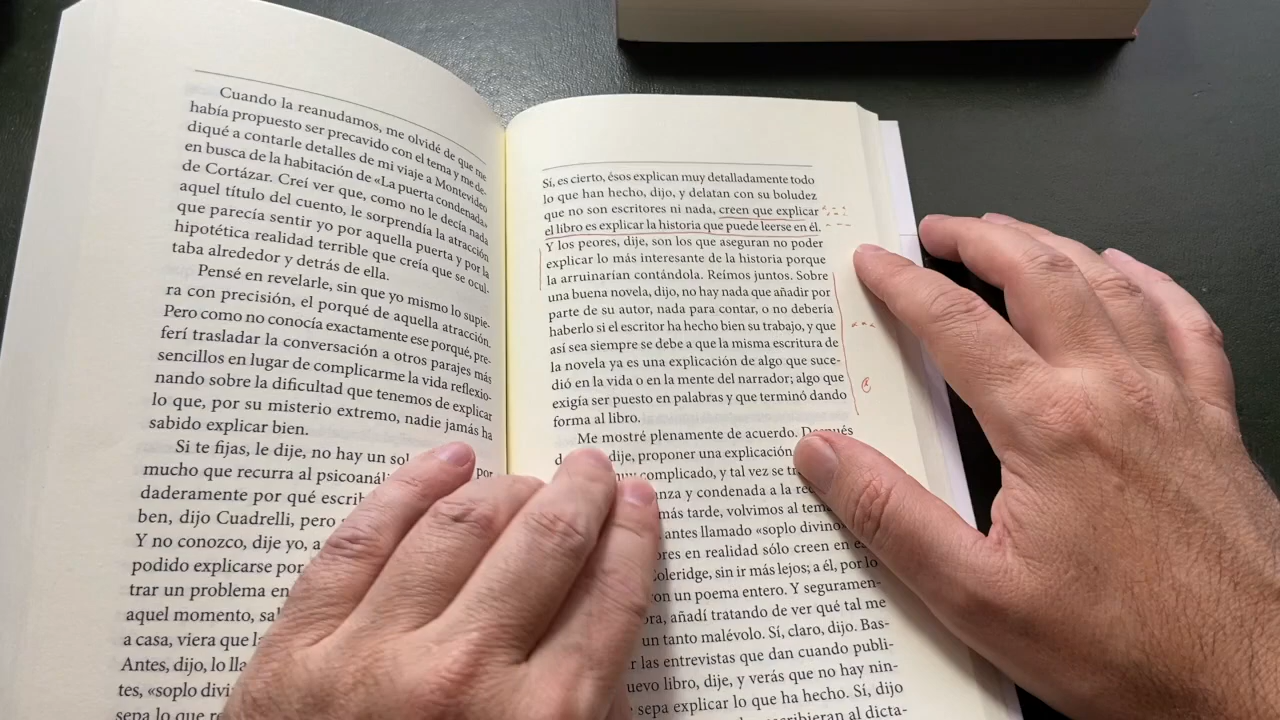 Cuando la reanudamos, me olvidé de que me
había propuesto ser precavido con el tema y me de-
diqué a contarle detalles de mi viaje a Montevideo
en busca de la habitación de «La puerta condenada»
de Cortázar. Creí ver que, como no le decía nada
aquel título del cuento, le sorprendía la atracción
que parecía sentir yo por aquella puerta y por la
hipotética realidad terrible que creía que se ocul-
taba alrededor y detrás de ella.
Pensé en revelarle, sin que yo mismo lo supie-
ra con precisión, el porqué de aquella atracción.
Pero como no conocía exactamente ese porqué, pre-
ferí trasladar la conversación a otros parajes más
sencillos en lugar de complicarme la vida reflexio-
nando sobre la dificultad que tenemos de explicar
lo que, por su misterio extremo, nadie jamás ha
sabido explicar bien.
Si te fijas, le dije, no hay un sol por
mucho que recurra al psicoanáli
daderamente por qué escrib
ben, dijo Cuadrelli, pero
Y no conozco, dije yo, a
podido explicarse por
trar un problema en
aquel momento, sal
a casa, viera que la
Antes, dijo, lo lla
tes, «soplo divi
sepa lo que re
Sí, es cierto, ésos explican muy detalladamente todo
lo que han hecho, dijo, y delatan con su boludez
que no son escritores ni nada, creen que explicar
el libro es explicar la historia que puede leerse en él.
Y los peores, dije, son los que aseguran no poder
explicar lo más interesante de la historia porque
la arruinarían contándola. Reímos juntos. Sobre
una buena novela, dijo, no hay nada que añadir por
parte de su autor, nada para contar, o no debería
haberlo si el escritor ha hecho bien su trabajo, y que
así sea siempre se debe a que la misma escritura de
la novela ya es una explicación de algo que suce-
dió en la vida o en la mente del narrador; algo que
exigía ser puesto en palabras y que terminó dando
forma al libro.
Me mostré plenamente de acuerdo. Después
dije, proponer una explicación
muy complicado, y tal vez se
anza y condenada a la
más tarde, volvimos al
antes llamado «soplo divino»
ores en realidad sólo creen en
Coleridge, sin ir más lejos; a él, por lo
ron un poema entero. Y seguramen-
ora, añadí tratando de ver qué tal me
un tanto malévolo. Sí, claro, dijo. Bas-
r las entrevistas que dan cuando publi-
uevo libro, dije, y verás que no hay nin-
sepa explicar lo que ha hecho. Sí, dijo
escribieran al dicta-